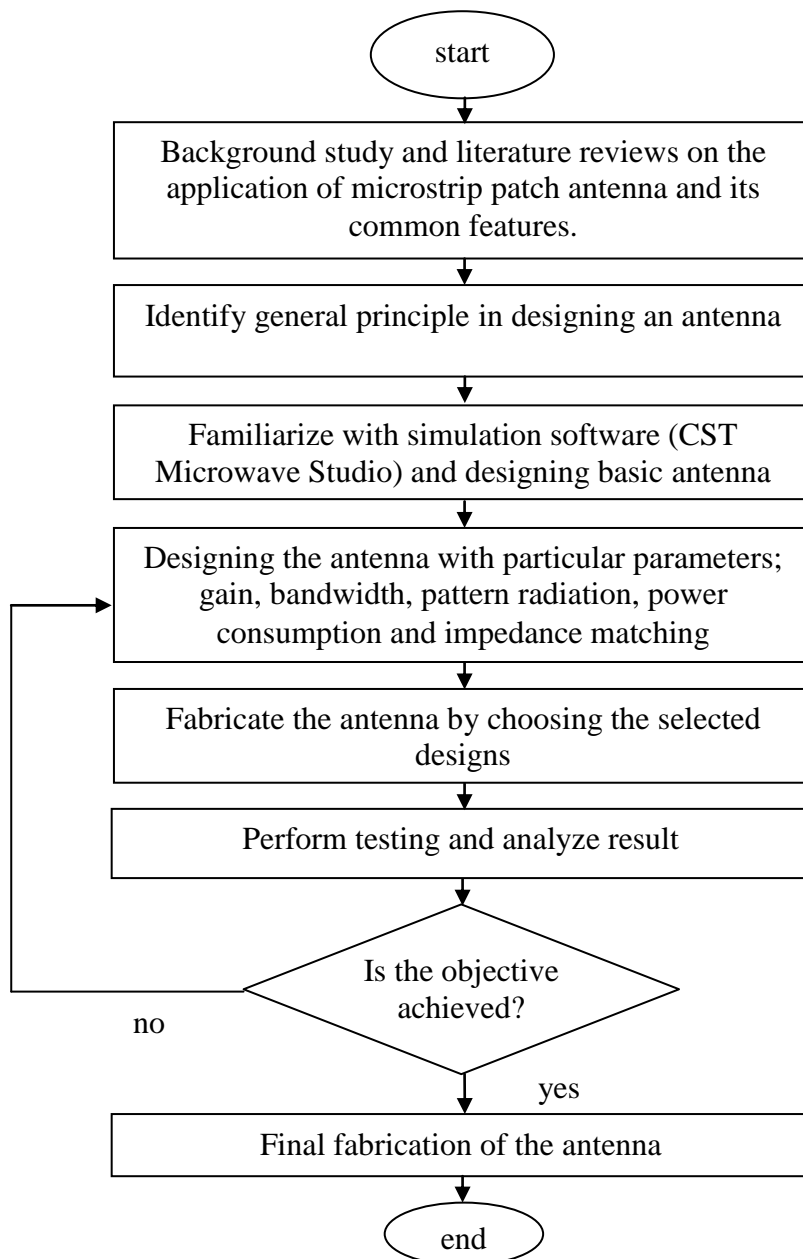 start
Background study and literature reviews on the
application of microstrip patch antenna and its
common features.
Identify general principle in designing an antenna
Familiarize with simulation software (CST
Microwave Studio) and designing basic antenna
Designing the antenna with particular parameters;
gain, bandwidth, pattern radiation, power
consumption and impedance matching
Fabricate the antenna by choosing the selected
designs
Perform testing and analyze result
Is the objective
achieved?
no
yes
Final fabrication of the antenna
end